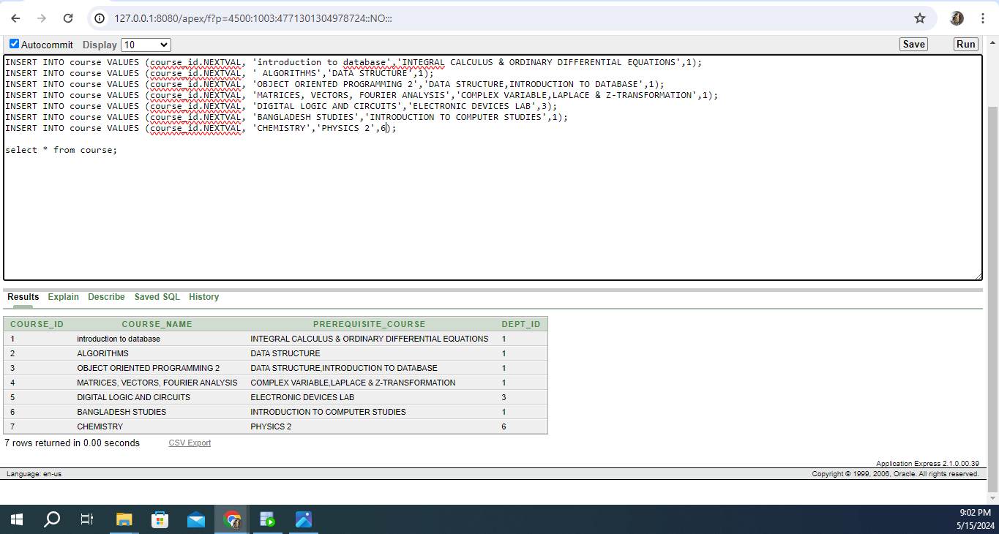 127.0.0.1:8080/apex/f?p=4500:1003:4771301304978724::NO:::
Autocommit Display 10 Save Run
INSERT INTO course VALUES (course_id.NEXTVAL, 'introduction to database','INTEGRAL CALCULUS & ORDINARY DIFFERENTIAL EQUATIONS',1);
INSERT INTO course VALUES (course_id.NEXTVAL, ' ALGORITHMS','DATA STRUCTURE',1);
INSERT INTO course VALUES (course_id.NEXTVAL, 'OBJECT ORIENTED PROGRAMMING 2','DATA STRUCTURE,INTRODUCTION TO DATABASE',1);
INSERT INTO course VALUES (course_id.NEXTVAL, 'MATRICES, VECTORS, FOURIER ANALYSIS','COMPLEX VARIABLE,LAPLACE & Z-TRANSFORMATION',1);
INSERT INTO course VALUES (course_id.NEXTVAL, 'DIGITAL LOGIC AND CIRCUITS','ELECTRONIC DEVICES LAB',3);
INSERT INTO course VALUES (course_id.NEXTVAL, 'BANGLADESH STUDIES','INTRODUCTION TO COMPUTER STUDIES',1);
INSERT INTO course VALUES (course_id.NEXTVAL, 'CHEMISTRY','PHYSICS 2',6);
select * from course;
Results Explain Describe Saved SQL History
COURSE_ID COURSE_NAME PREREQUISITE_COURSE DEPT_ID
1 introduction to database INTEGRAL CALCULUS & ORDINARY DIFFERENTIAL EQUATIONS 1
2 ALGORITHMS DATA STRUCTURE 1
3 OBJECT ORIENTED PROGRAMMING 2 DATA STRUCTURE,INTRODUCTION TO DATABASE 1
4 MATRICES, VECTORS, FOURIER ANALYSIS COMPLEX VARIABLE,LAPLACE & Z-TRANSFORMATION 1
5 DIGITAL LOGIC AND CIRCUITS ELECTRONIC DEVICES LAB 3
6 BANGLADESH STUDIES INTRODUCTION TO COMPUTER STUDIES 1
7 CHEMISTRY PHYSICS 2 6
7 rows returned in 0.00 seconds CSV Export
Application Express 2.1.0.00.39
Language: en-us Copyright © 1999, 2006, Oracle. All rights reserved.
9:02 PM
5/15/2024